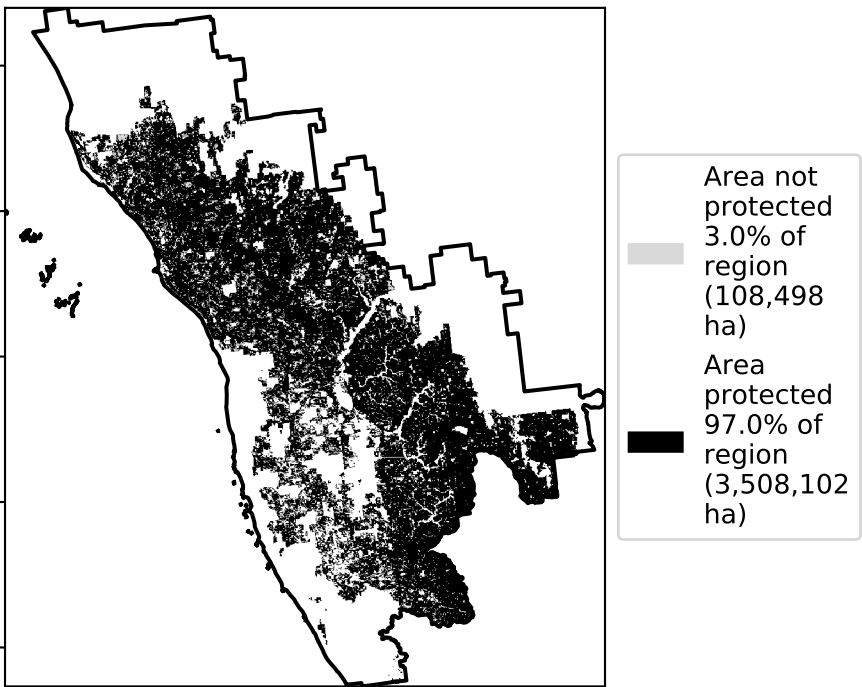 Area not
protected
3.0% of
region
(108,498
ha)
Area
protected
97.0% of
region
(3,508,102
ha)